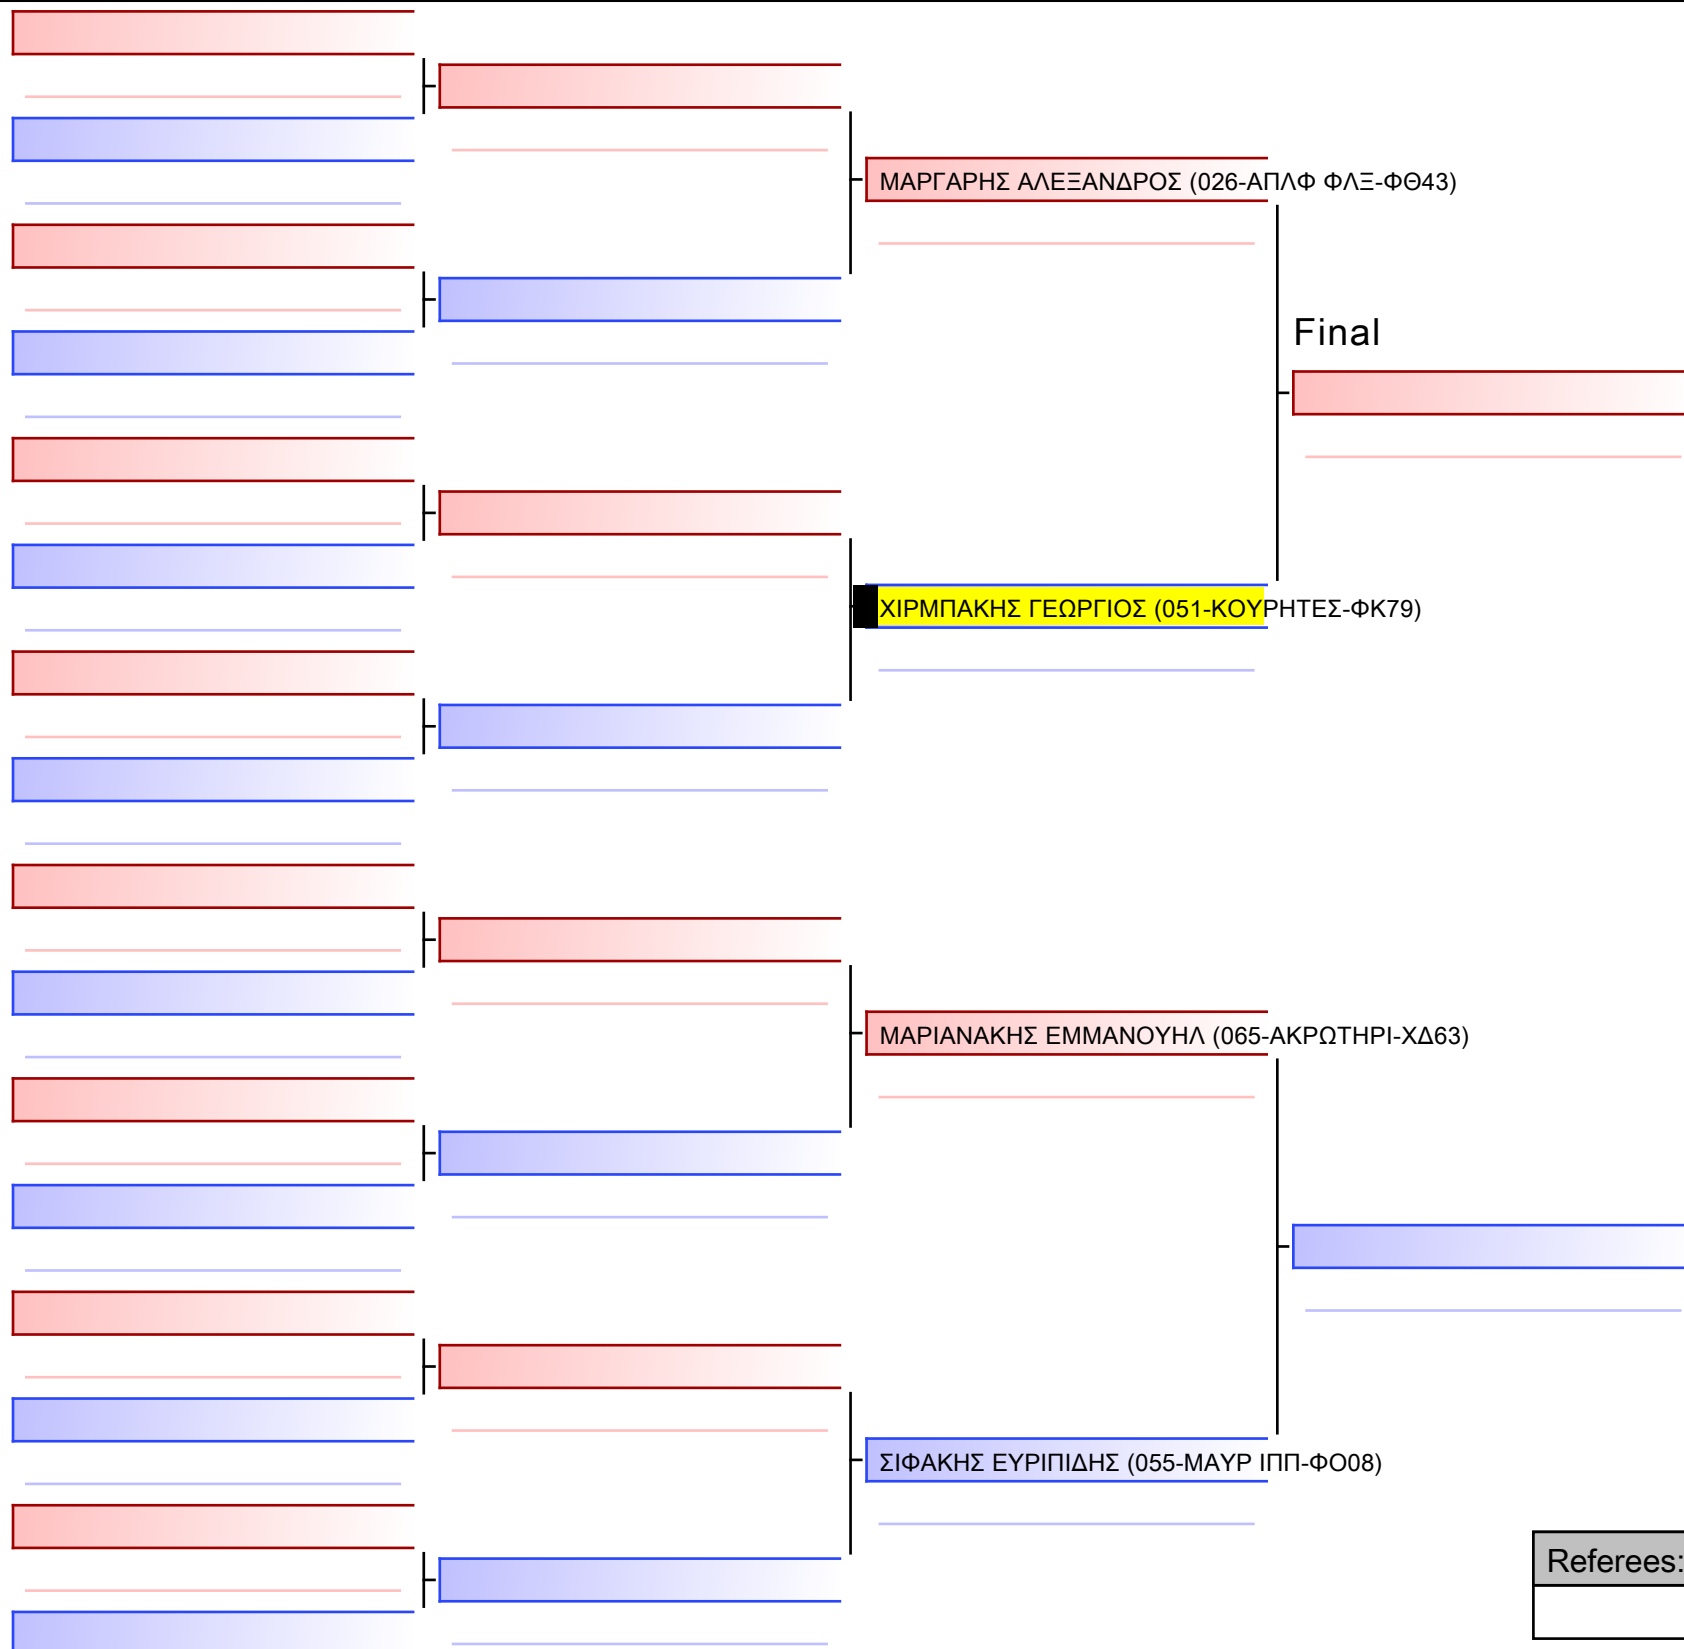 ΜΑΡΓΑΡΗΣ ΑΛΕΞΑΝΔΡΟΣ (026-ΑΠΛΦ ΦΛΞ-ΦΘ43)
Final
ΧΙΡΜΠΑΚΗΣ ΓΕΩΡΓΙΟΣ (051-ΚΟΥΡΗΤΕΣ-ΦΚ79)
ΜΑΡΙΑΝΑΚΗΣ ΕΜΜΑΝΟΥΗΛ (065-ΑΚΡΩΤΗΡΙ-ΧΔ63)
ΣΙΦΑΚΗΣ ΕΥΡΙΠΙΔΗΣ (055-ΜΑΥΡ ΙΠΠ-ΦΟ08)
Referees: